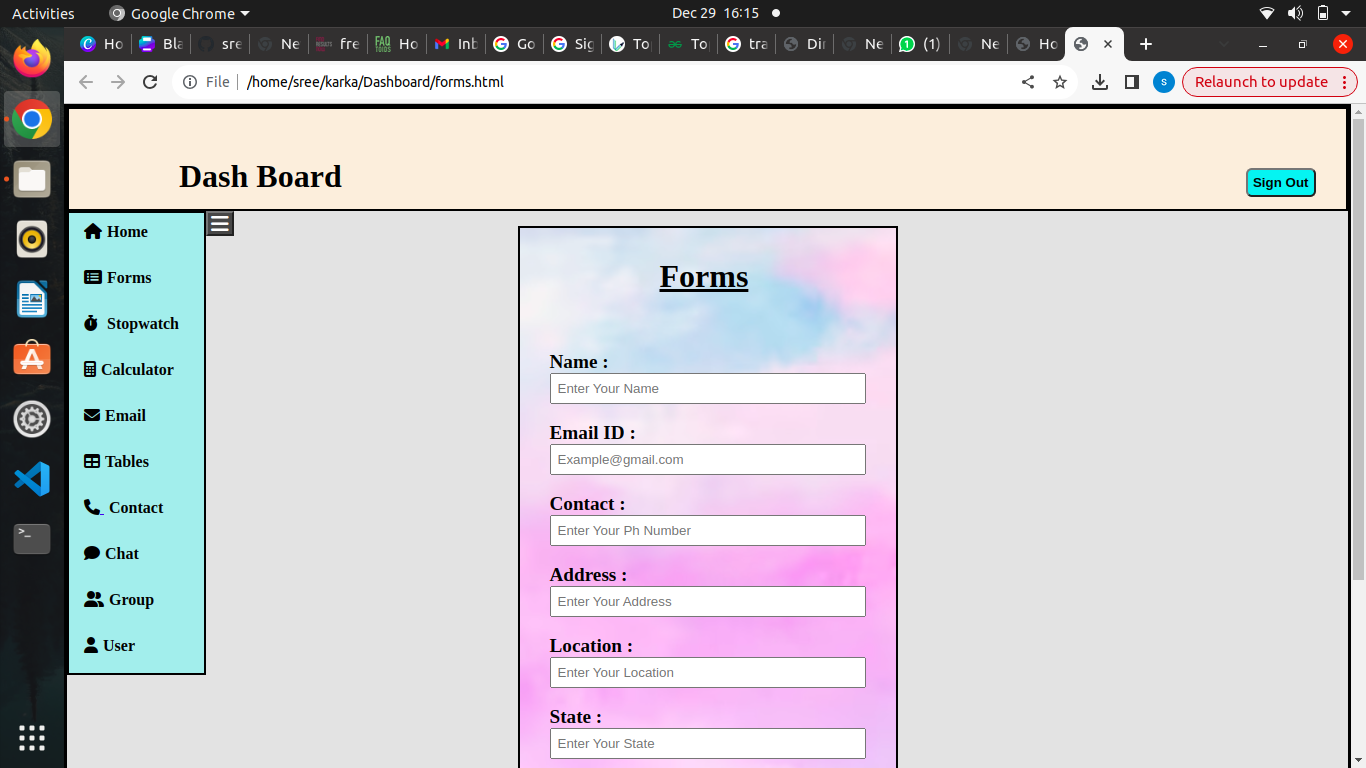 Activities Google Chrome Dec 29 16:15
Ho Bla sre Ne fre Ho Inb Go Sig To To tra Di Ne (1) Ne Ho
File /home/sree/karka/Dashboard/forms.html S Relaunch to update
Dash Board
Sign Out
Home
Forms
Stopwatch
Calculator
Email
Tables
Contact
Chat
Group
User
Forms
Name :
Enter Your Name
Email ID :
Example@gmail.com
Contact :
Enter Your Ph Number
Address :
Enter Your Address
Location :
Enter Your Location
State :
Enter Your State